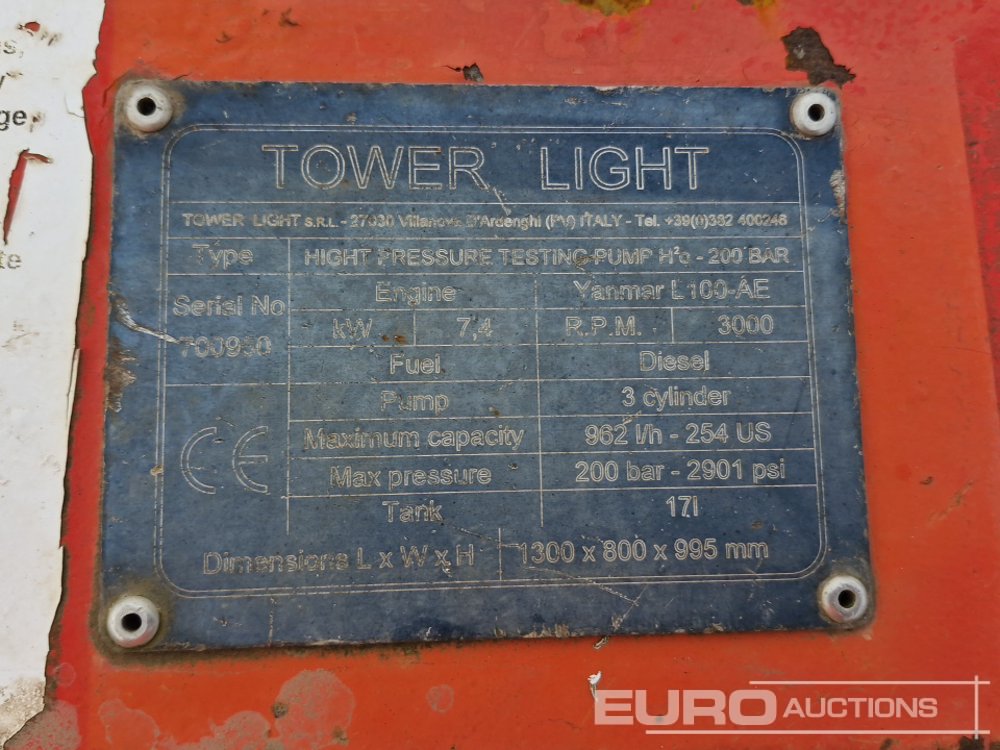 s,
ge
te
TOWER LIGHT
TOWER LIGHT S.R.L - 27030 Villanova D'Ardenghi (PV) ITALY - Tel. +39(0)382 400246
Type HIGHT PRESSURE TESTING PUMP H²o - 200 BAR
Serial No Engine Yanmar L100-AE
kW 7,4 R.P.M. 3000
Fuel Diesel
Pump 3 cylinder
CE Maximum capacity 962 l/h - 254 US
Max pressure 200 bar - 2901 psi
Tank 17l
Dimensions L x W x H 1300 x 800 x 995 mm
EURO AUCTIONS